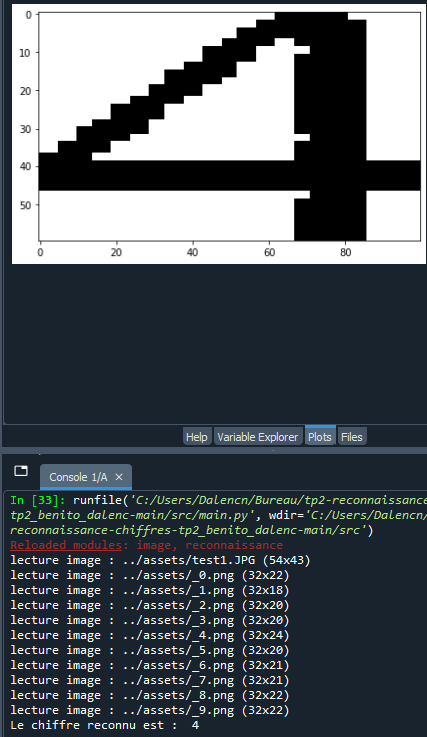 0
10
20
30
40
50
0 20 40 60 80
Help Variable Explorer Plots Files
Console 1/A ×
In [33]: runfile('C:/Users/Dalencn/Bureau/tp2-reconnaissance
tp2_benito_dalenc-main/src/main.py', wdir='C:/Users/Dalencn/
reconnaissance-chiffres-tp2_benito_dalenc-main/src')
Reloaded modules: image, reconnaissance
lecture image : ../assets/test1.JPG (54x43)
lecture image : ../assets/_0.png (32x22)
lecture image : ../assets/_1.png (32x18)
lecture image : ../assets/_2.png (32x20)
lecture image : ../assets/_3.png (32x20)
lecture image : ../assets/_4.png (32x24)
lecture image : ../assets/_5.png (32x20)
lecture image : ../assets/_6.png (32x21)
lecture image : ../assets/_7.png (32x21)
lecture image : ../assets/_8.png (32x22)
lecture image : ../assets/_9.png (32x22)
Le chiffre reconnu est :  4